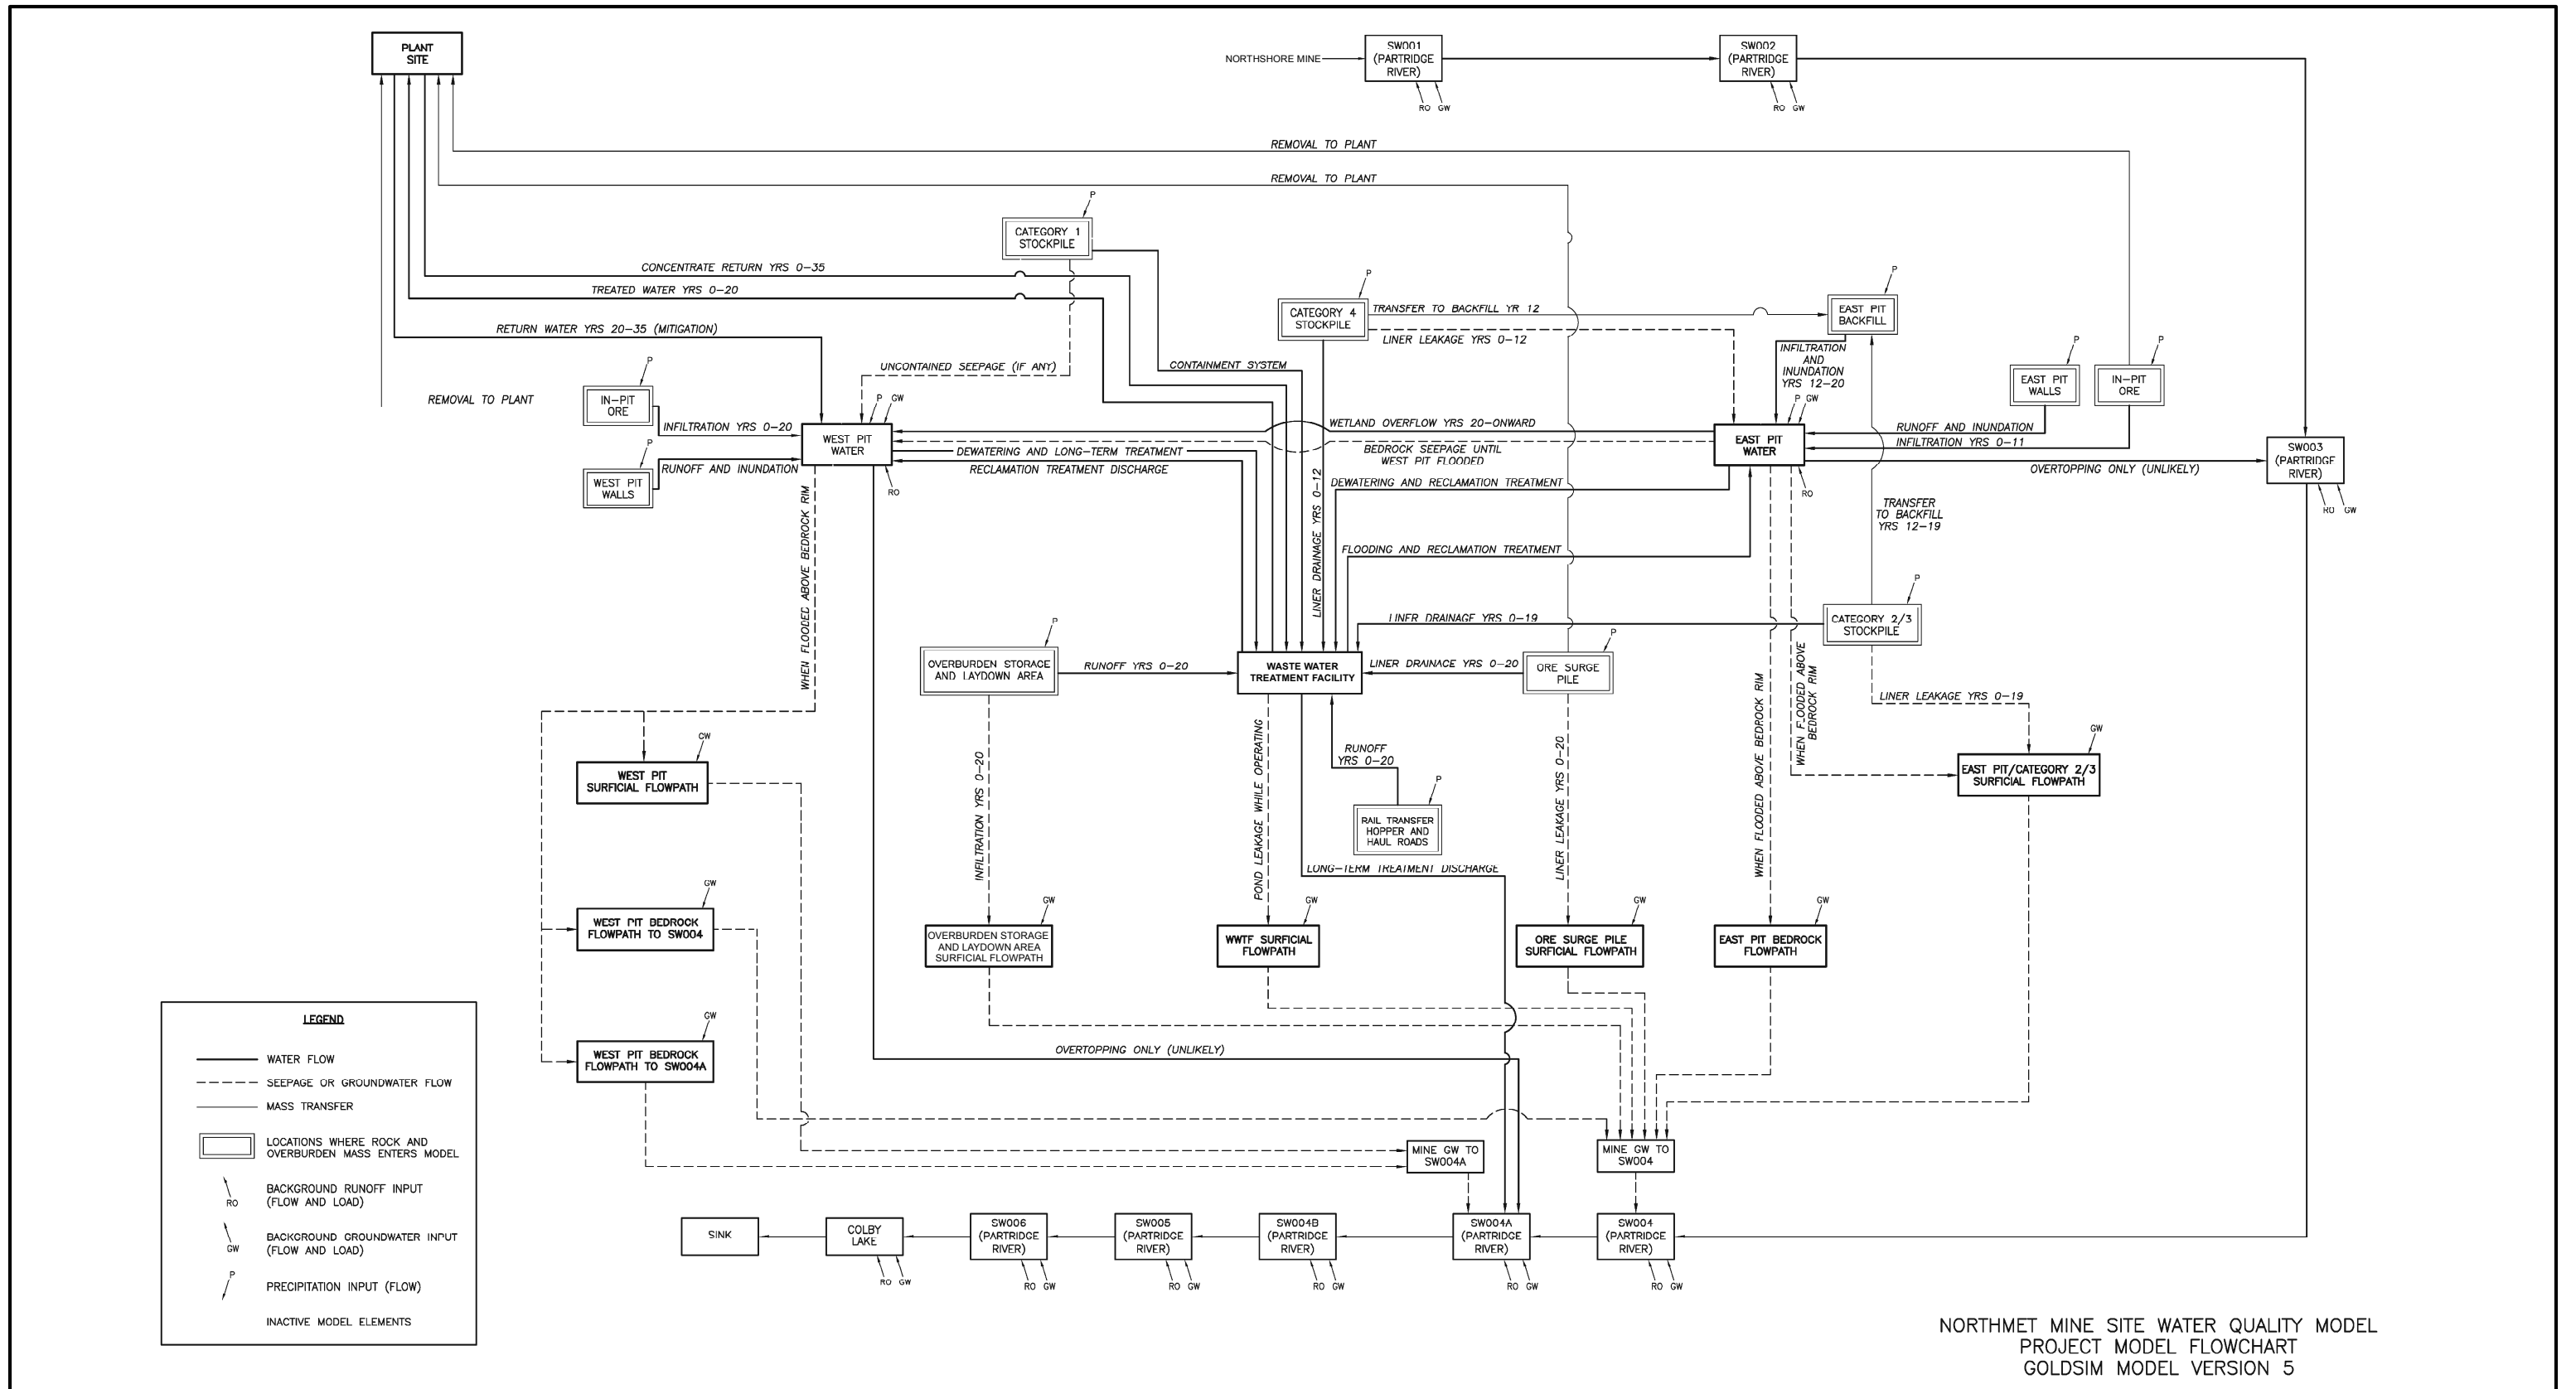 PLANT
SITE
NORTHSHORE MINE
SW001
(PARTRIDGE
RIVER)
RO GW
SW002
(PARTRIDGE
RIVER)
RO GW
REMOVAL TO PLANT
REMOVAL TO PLANT
P
CATEGORY 1
STOCKPILE
CONCENTRATE RETURN YRS 0-35
TREATED WATER YRS 0-20
RETURN WATER YRS 20-35 (MITIGATION)
P
CATEGORY 4
STOCKPILE
TRANSFER TO BACKFILL YR 12
LINER LEAKAGE YRS 0-12
P
EAST PIT
BACKFILL
INFILTRATION
AND
INUNDATION
YRS 12-20
UNCONTAINED SEEPAGE (IF ANY)
CONTAINMENT SYSTEM
P
EAST PIT
WALLS
P
IN-PIT
ORE
REMOVAL TO PLANT
P
IN-PIT
ORE
INFILTRATION YRS 0-20
P
WEST PIT
WALLS
RUNOFF AND INUNDATION
P GW
WEST PIT
WATER
RO
WETLAND OVERFLOW YRS 20-ONWARD
DEWATERING AND LONG-TERM TREATMENT
BEDROCK SEEPAGE UNTIL
WEST PIT FLOODED
RECLAMATION TREATMENT DISCHARGE
P GW
EAST PIT
WATER
RO
RUNOFF AND INUNDATION
INFILTRATION YRS 0-11
OVERTOPPING ONLY (UNLIKELY)
SW003
(PARTRIDGE
RIVER)
RO GW
DEWATERING AND RECLAMATION TREATMENT
LINER DRAINAGE YRS 0-12
TRANSFER
TO BACKFILL
YRS 12-19
FLOODING AND RECLAMATION TREATMENT
WHEN FLOODED ABOVE BEDROCK RIM
P
CATEGORY 2/3
STOCKPILE
LINER DRAINAGE YRS 0-19
P
OVERBURDEN STORAGE
AND LAYDOWN AREA
RUNOFF YRS 0-20
WASTE WATER
TREATMENT FACILITY
LINER DRAINAGE YRS 0-20
P
ORE SURGE
PILE
WHEN FLOODED ABOVE
BEDROCK RIM
WHEN FLOODED ABOVE BEDROCK RIM
LINER LEAKAGE YRS 0-19
GW
EAST PIT/CATEGORY 2/3
SURFICIAL FLOWPATH
GW
WEST PIT
SURFICIAL FLOWPATH
INFILTRATION YRS 0-20
POND LEAKAGE WHILE OPERATING
RUNOFF
YRS 0-20
P
RAIL TRANSFER
HOPPER AND
HAUL ROADS
LINER LEAKAGE YRS 0-20
LONG-TERM TREATMENT DISCHARGE
GW
WEST PIT BEDROCK
FLOWPATH TO SW004
GW
OVERBURDEN STORAGE
AND LAYDOWN AREA
SURFICIAL FLOWPATH
GW
WWTF SURFICIAL
FLOWPATH
GW
ORE SURGE PILE
SURFICIAL FLOWPATH
GW
EAST PIT BEDROCK
FLOWPATH
GW
WEST PIT BEDROCK
FLOWPATH TO SW004A
OVERTOPPING ONLY (UNLIKELY)
MINE GW TO
SW004A
MINE GW TO
SW004
SINK
COLBY
LAKE
RO GW
SW006
(PARTRIDGE
RIVER)
RO GW
SW005
(PARTRIDGE
RIVER)
RO GW
SW004B
(PARTRIDGE
RIVER)
RO GW
SW004A
(PARTRIDGE
RIVER)
RO GW
SW004
(PARTRIDGE
RIVER)
RO GW
LEGEND
WATER FLOW
SEEPAGE OR GROUNDWATER FLOW
MASS TRANSFER
LOCATIONS WHERE ROCK AND
OVERBURDEN MASS ENTERS MODEL
RO
BACKGROUND RUNOFF INPUT
(FLOW AND LOAD)
GW
BACKGROUND GROUNDWATER INPUT
(FLOW AND LOAD)
P
PRECIPITATION INPUT (FLOW)
INACTIVE MODEL ELEMENTS
NORTHMET MINE SITE WATER QUALITY MODEL
PROJECT MODEL FLOWCHART
GOLDSIM MODEL VERSION 5